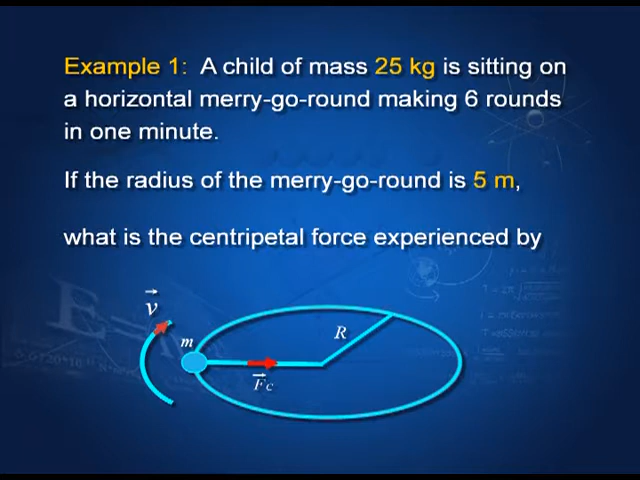 Example 1: A child of mass 25 kg is sitting on
a horizontal merry-go-round making 6 rounds
in one minute.
If the radius of the merry-go-round is 5 m,
what is the centripetal force experienced by
v
m
R
Fc